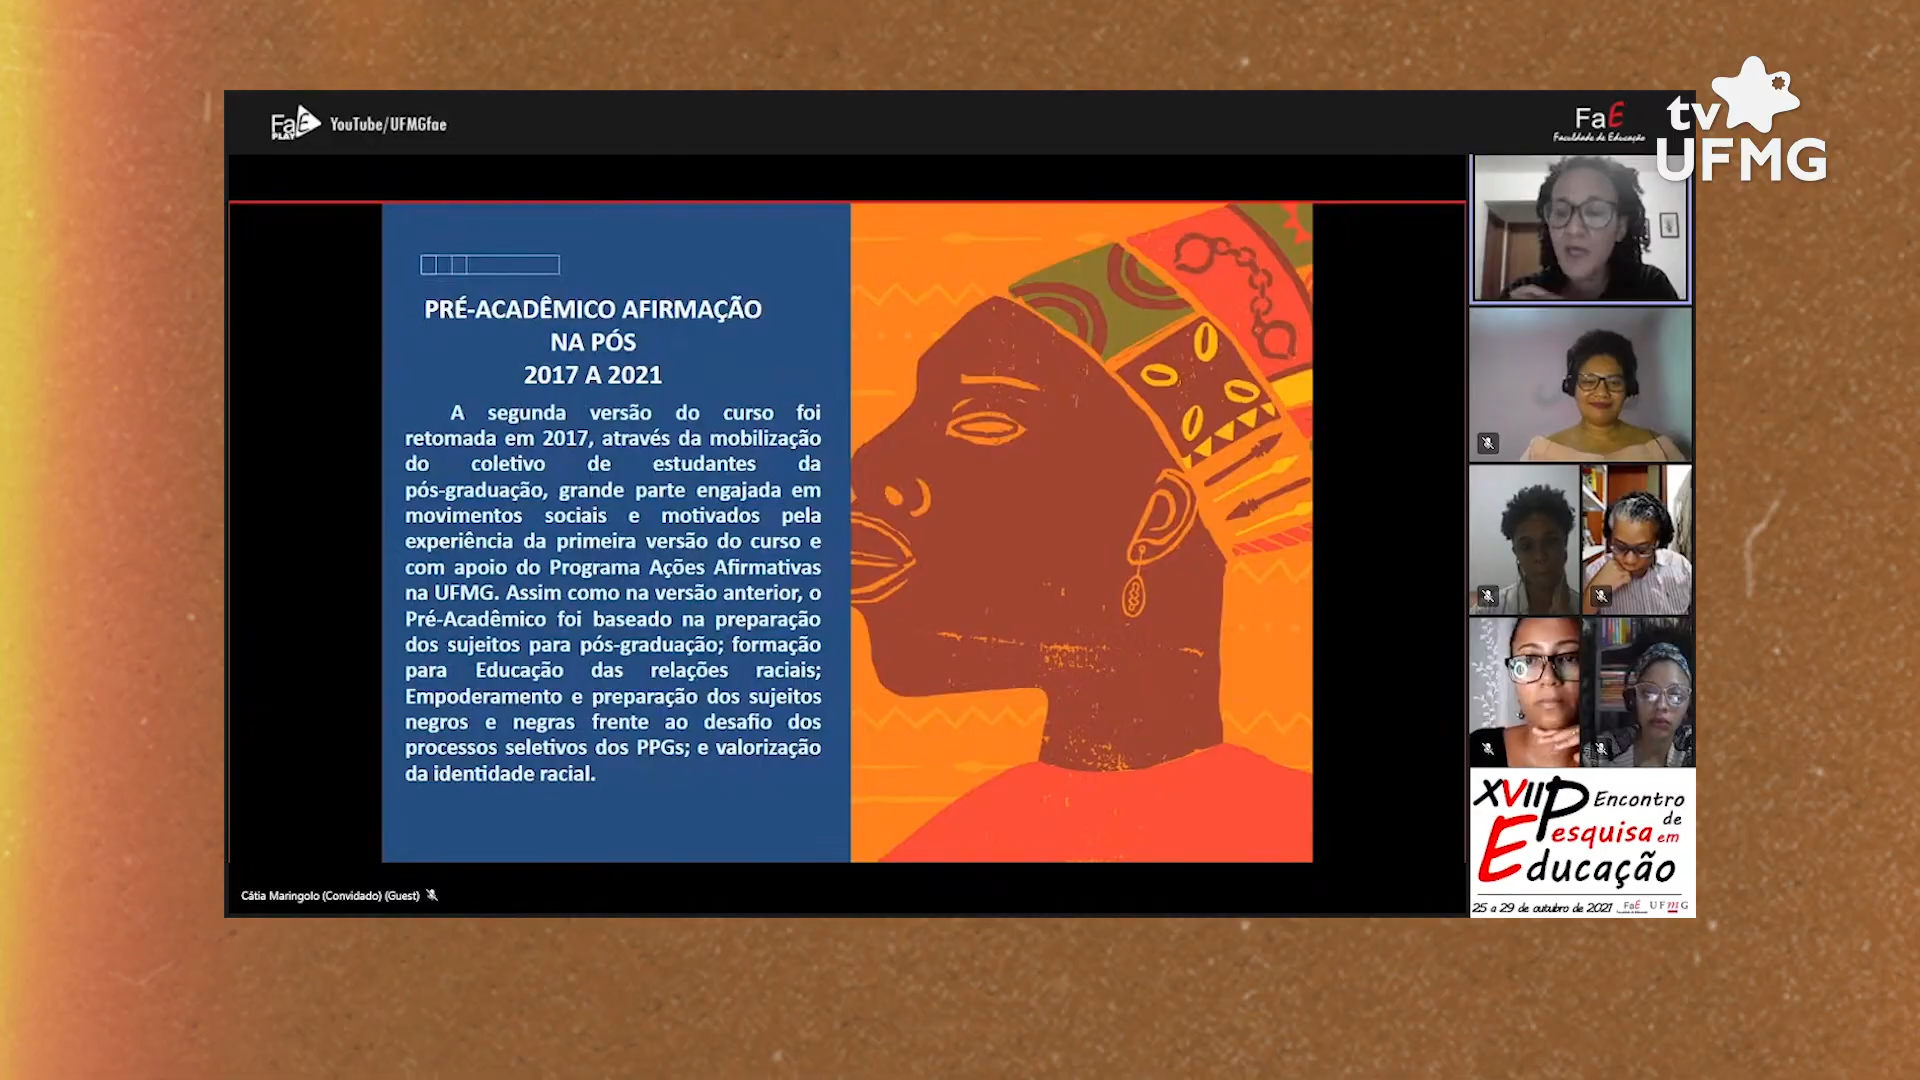 tv
UFMG
FaE
PLAY
YouTube/UFMGfae
FaE
Faculdade de Educação
PRÉ-ACADÊMICO AFIRMAÇÃO
NA PÓS
2017 A 2021
A segunda versão do curso foi
retomada em 2017, através da mobilização
do coletivo de estudantes da
pós-graduação, grande parte engajada em
movimentos sociais e motivados pela
experiência da primeira versão do curso e
com apoio do Programa Ações Afirmativas
na UFMG. Assim como na versão anterior, o
Pré-Acadêmico foi baseado na preparação
dos sujeitos para pós-graduação; formação
para Educação das relações raciais;
Empoderamento e preparação dos sujeitos
negros e negras frente ao desafio dos
processos seletivos dos PPGs; e valorização
da identidade racial.
Cátia Maringolo (Convidado) (Guest)
XVII Encontro
de
Pesquisa em
Educação
25 a 29 de outubro de 2021 FaE UFMG